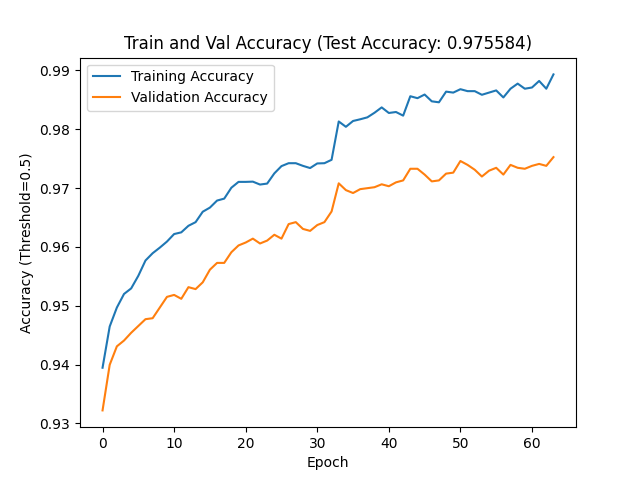 Train and Val Accuracy (Test Accuracy: 0.975584)
Training Accuracy
Validation Accuracy
Accuracy (Threshold=0.5)
0.99
0.98
0.97
0.96
0.95
0.94
0.93
0 10 20 30 40 50 60
Epoch